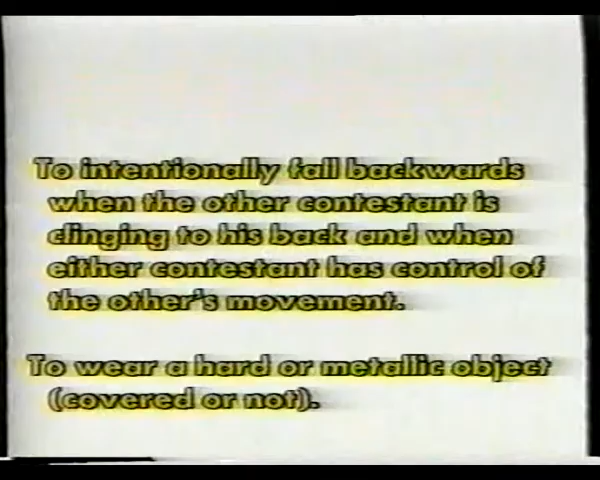 To intentionally fall backwards
when the other contestant is
clinging to his back and when
either contestant has control of
the other's movement.
To wear a hard or metallic object
(covered or not).